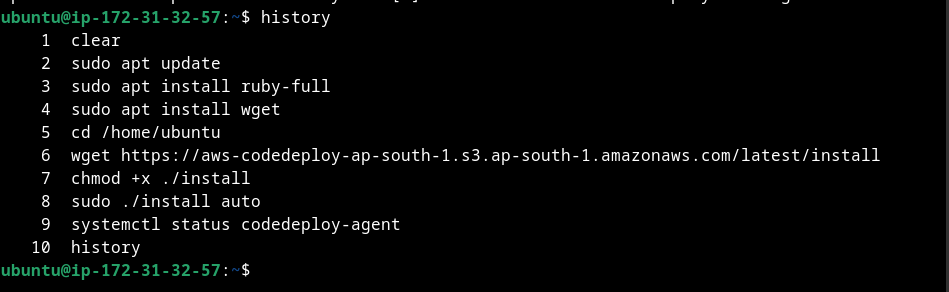 ubuntu@ip-172-31-32-57:~$ history
1 clear
2 sudo apt update
3 sudo apt install ruby-full
4 sudo apt install wget
5 cd /home/ubuntu
6 wget https://aws-codedeploy-ap-south-1.s3.ap-south-1.amazonaws.com/latest/install
7 chmod +x ./install
8 sudo ./install auto
9 systemctl status codedeploy-agent
10 history
ubuntu@ip-172-31-32-57:~$